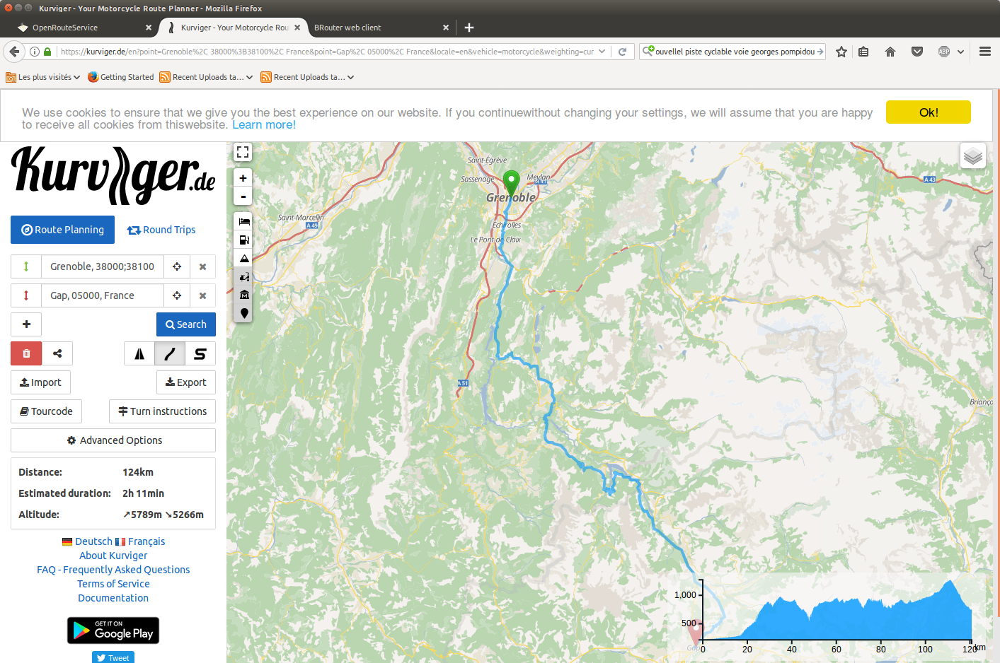 Kurviger - Your Motorcycle Route Planner - Mozilla Firefox
OpenRouteService
Kurviger - Your Motorcycle Rou
BRouter web client
https://kurviger.de/en?point=Grenoble%2C 38000%3B38100%2C France&point=Gap%2C 05000%2C France&locale=en&vehicle=motorcycle&weighting=cur
ouvellel piste cyclable voie georges pompidou
ABP
Les plus visités
Getting Started
Recent Uploads ta...
Recent Uploads ta...
We use cookies to ensure that we give you the best experience on our website. If you continuewithout changing your settings, we will assume that you are happy
to receive all cookies from thiswebsite. Learn more!
Ok!
Kurviger.de
Route Planning
Round Trips
Grenoble, 38000;38100
Gap, 05000, France
Search
Import
Export
Tourcode
Turn instructions
Advanced Options
Distance: 124km
Estimated duration: 2h 11min
Altitude: ↗5789m ↘5266m
Deutsch Français
About Kurviger
FAQ - Frequently Asked Questions
Terms of Service
Documentation
GET IT ON
Google Play
Tweet
+
-
Saint-Égrève
Sassenage
Meylan
A 41
Grenoble
A 43
Saint-Marcellin
A 49
Échirolles
Le Pont-de-Claix
A 51
Brianço
1,000
500
0 20 40 60 80 100 120 km